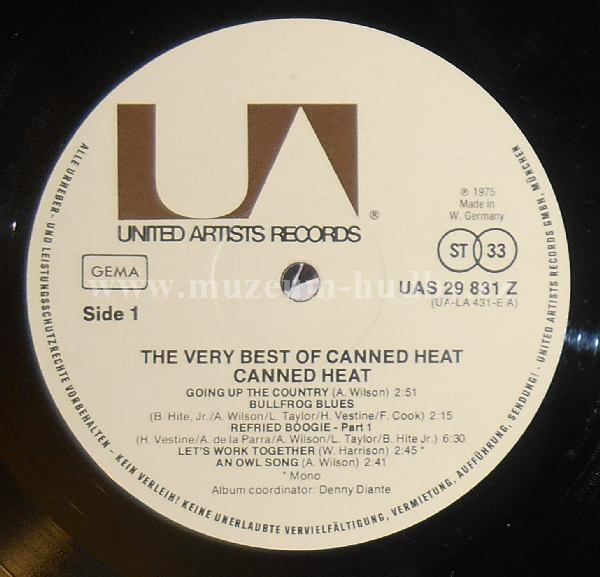 UA
UNITED ARTISTS RECORDS ®
℗ 1975
Made in
W. Germany
GEMA
ST 33
Side 1
UAS 29 831 Z
(UA-LA 431-E A)
THE VERY BEST OF CANNED HEAT
CANNED HEAT
GOING UP THE COUNTRY (A. Wilson) 2:51
BULLFROG BLUES
(B. Hite, Jr./A. Wilson/L. Taylor/H. Vestine/F. Cook) 2:15
REFRIED BOOGIE - Part 1
(H. Vestine/A. de la Parra/A. Wilson/L. Taylor/B. Hite Jr.) 6:30
LET'S WORK TOGETHER (W. Harrison) 2:45 *
AN OWL SONG (A. Wilson) 2:41
* Mono
Album coordinator: Denny Diante
ALLE URHEBER- UND LEISTUNGSSCHUTZRECHTE VORBEHALTEN - KEIN VERLEIH! KEINE UNERLAUBTE VERVIELFÄLTIGUNG, VERMIETUNG, AUFFÜHRUNG, SENDUNG! - UNITED ARTISTS RECORDS GMBH, MÜNCHEN